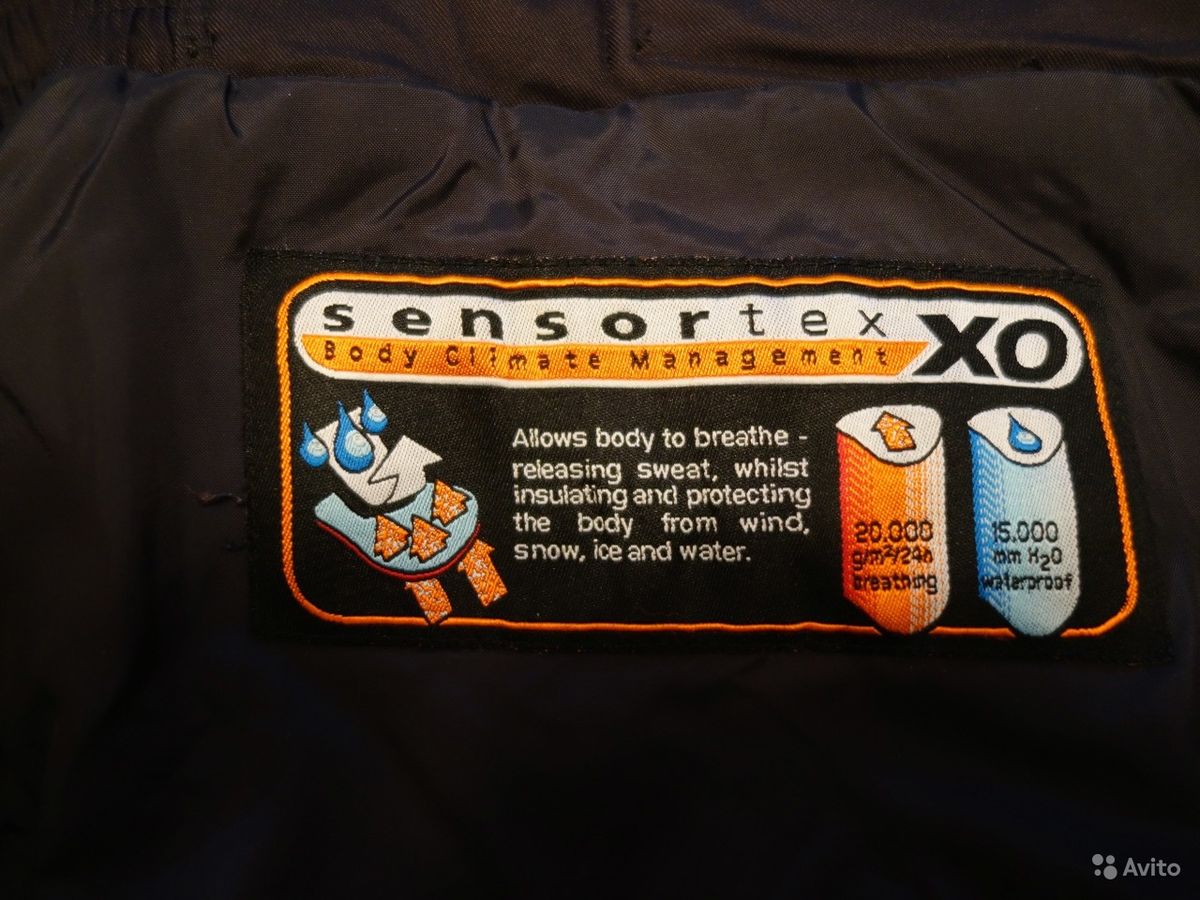 sensortex XO
Body Climate Management
Allows body to breathe -
releasing sweat, whilst
insulating and protecting
the body from wind,
snow, ice and water.
20.000
g/m²/24h
breathing
15.000
mm H₂O
waterproof
Avito